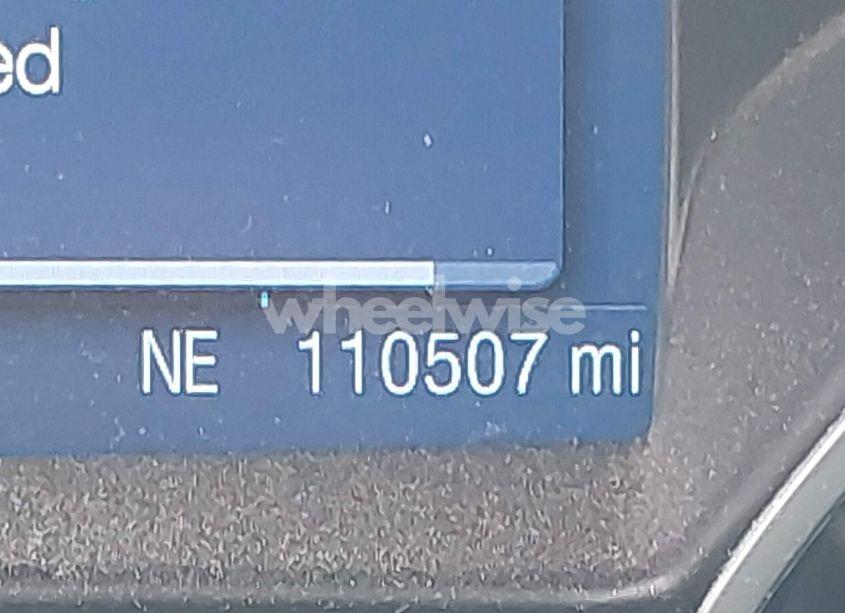 ed
wheelwise
NE 110507 mi